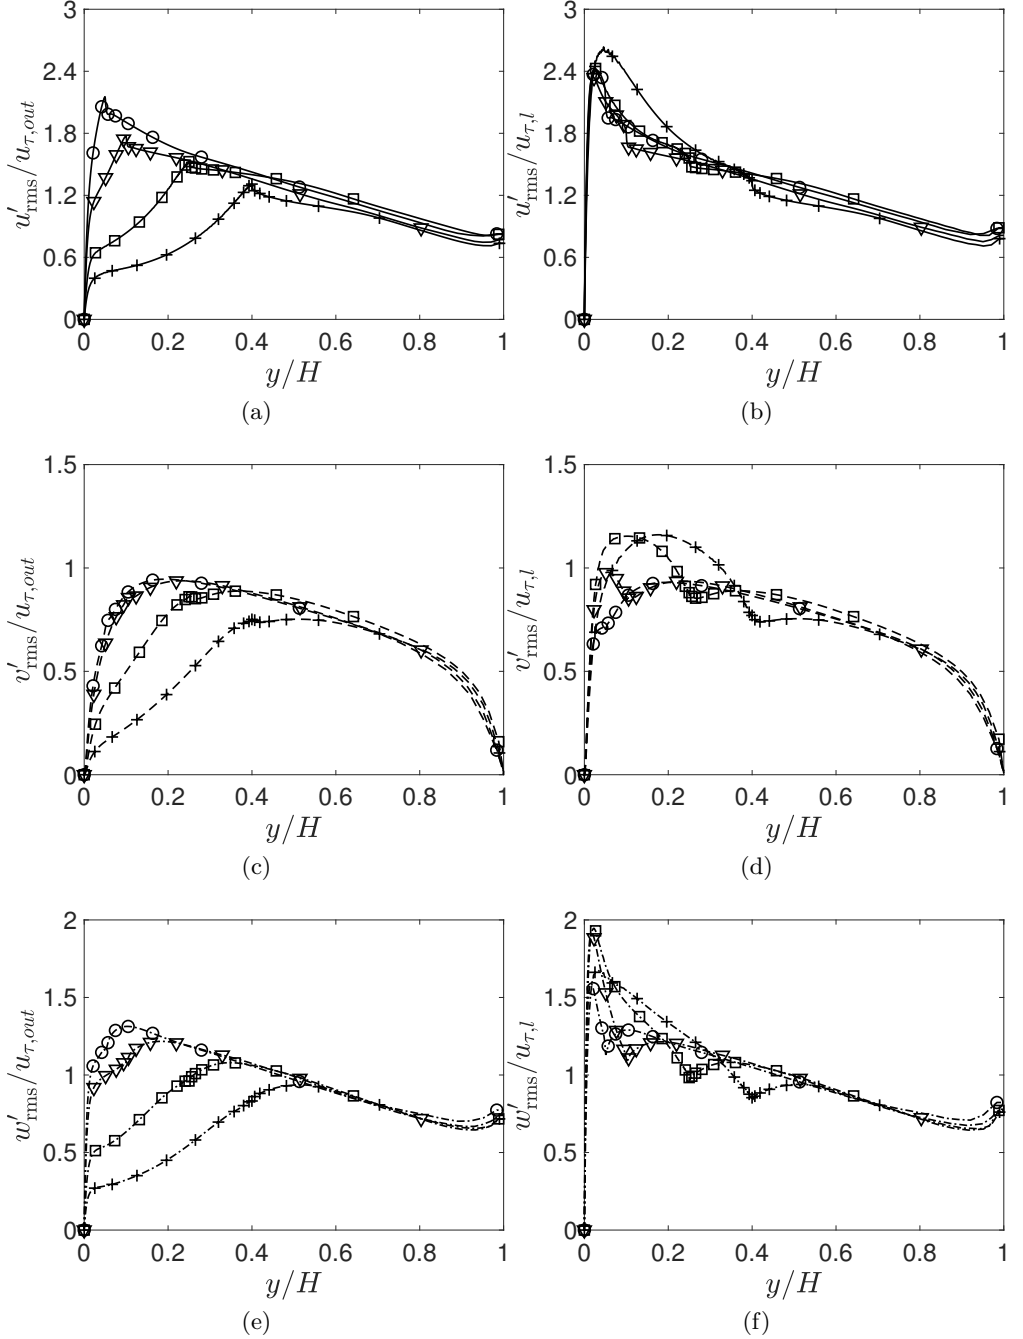 3
2.4
1.8
1.2
0.6
0
0 0.2 0.4 0.6 0.8 1
u′rms/uτ,out
y/H
(a)
3
2.4
1.8
1.2
0.6
0
0 0.2 0.4 0.6 0.8 1
u′rms/uτ,l
y/H
(b)
1.5
1
0.5
0
0 0.2 0.4 0.6 0.8 1
v′rms/uτ,out
y/H
(c)
1.5
1
0.5
0
0 0.2 0.4 0.6 0.8 1
v′rms/uτ,l
y/H
(d)
2
1.5
1
0.5
0
0 0.2 0.4 0.6 0.8 1
w′rms/uτ,out
y/H
(e)
2
1.5
1
0.5
0
0 0.2 0.4 0.6 0.8 1
w′rms/uτ,l
y/H
(f)